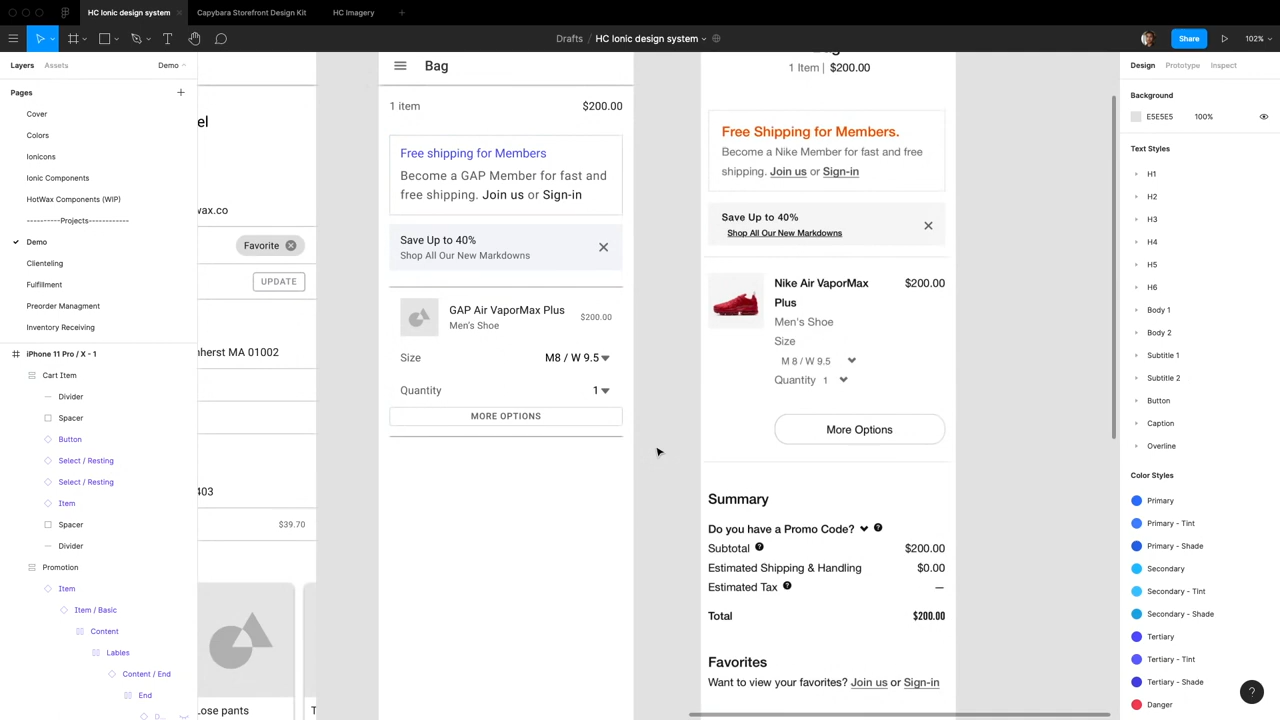 HC Ionic design system
Capybara Storefront Design Kit
HC Imagery
Drafts / HC Ionic design system
Share
102%
Layers
Assets
Demo
Pages
Cover
Colors
Ionicons
Ionic Components
HotWax Components (WIP)
----------Projects------------
Demo
Clienteling
Fulfillment
Preorder Managment
Inventory Receiving
iPhone 11 Pro / X - 1
Cart Item
Divider
Spacer
Button
Select / Resting
Select / Resting
Item
Spacer
Divider
Promotion
Item
Item / Basic
Content
Lables
Content / End
End
D...
el
wax.co
Favorite
UPDATE
nherst MA 01002
403
$39.70
Lose pants
T
Bag
1 item
$200.00
Free shipping for Members
Become a GAP Member for fast and
free shipping. Join us or Sign-in
Save Up to 40%
Shop All Our New Markdowns
GAP Air VaporMax Plus
Men's Shoe
$200.00
Size
M8 / W 9.5
Quantity
1
MORE OPTIONS
1 Item | $200.00
Free Shipping for Members.
Become a Nike Member for fast and free
shipping. Join us or Sign-in
Save Up to 40%
Shop All Our New Markdowns
Nike Air VaporMax
Plus
$200.00
Men's Shoe
Size
M 8 / W 9.5
Quantity 1
More Options
Summary
Do you have a Promo Code?
Subtotal
$200.00
Estimated Shipping & Handling
$0.00
Estimated Tax
—
Total
$200.00
Favorites
Want to view your favorites? Join us or Sign-in
Design
Prototype
Inspect
Background
E5E5E5
100%
Text Styles
H1
H2
H3
H4
H5
H6
Body 1
Body 2
Subtitle 1
Subtitle 2
Button
Caption
Overline
Color Styles
Primary
Primary - Tint
Primary - Shade
Secondary
Secondary - Tint
Secondary - Shade
Tertiary
Tertiary - Tint
Tertiary - Shade
Danger
?